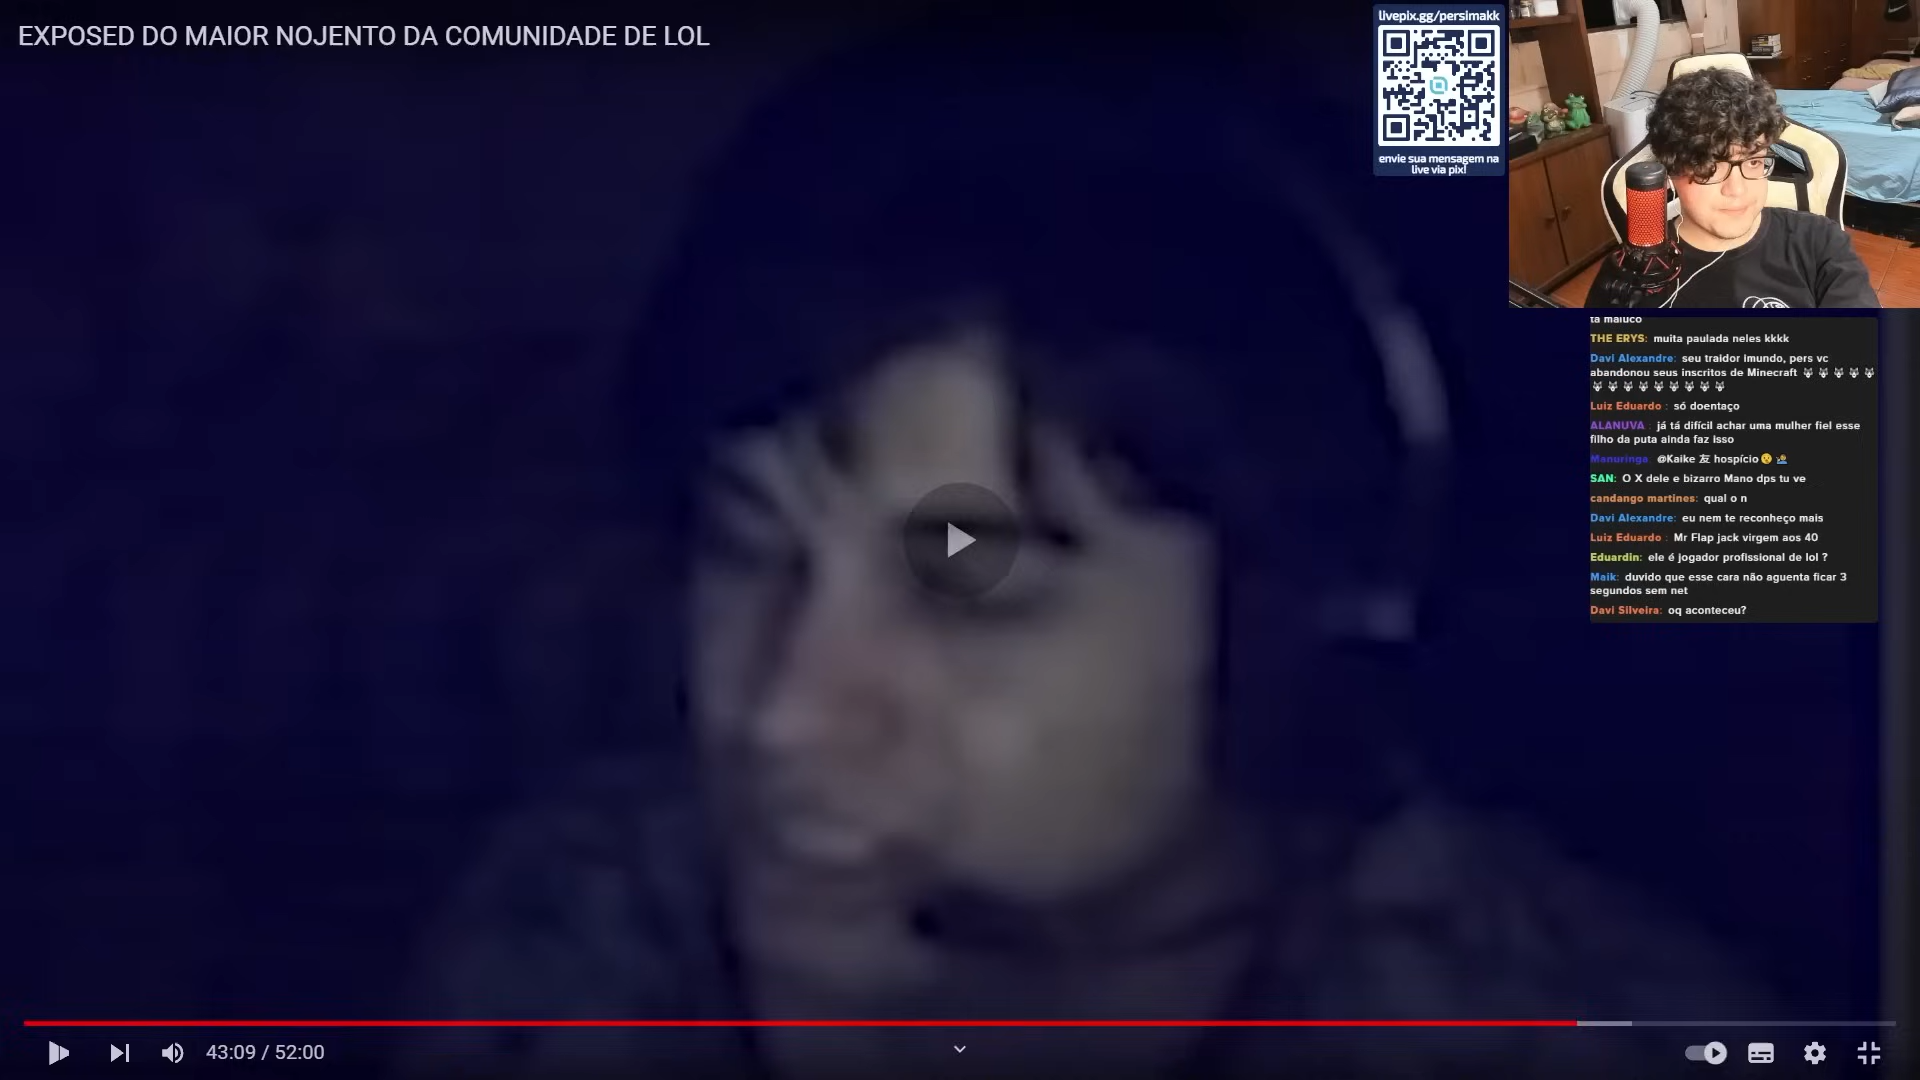 EXPOSED DO MAIOR NOJENTO DA COMUNIDADE DE LOL
livepix.gg/persimakk
envie sua mensagem na
live via pix!
ta maluco
THE ERYS: muita paulada neles kkkk
Davi Alexandre: seu traidor imundo, pers vc
abandonou seus inscritos de Minecraft
Luiz Eduardo : só doentaço
ALANUVA : já tá difícil achar uma mulher fiel esse
filho da puta ainda faz isso
Manuringa: @Kaike 友 hospício
SAN: O X dele e bizarro Mano dps tu ve
candango martines: qual o n
Davi Alexandre: eu nem te reconheço mais
Luiz Eduardo : Mr Flap jack virgem aos 40
Eduardin: ele é jogador profissional de lol ?
Maik: duvido que esse cara não aguenta ficar 3
segundos sem net
Davi Silveira: oq aconteceu?
43:09 / 52:00